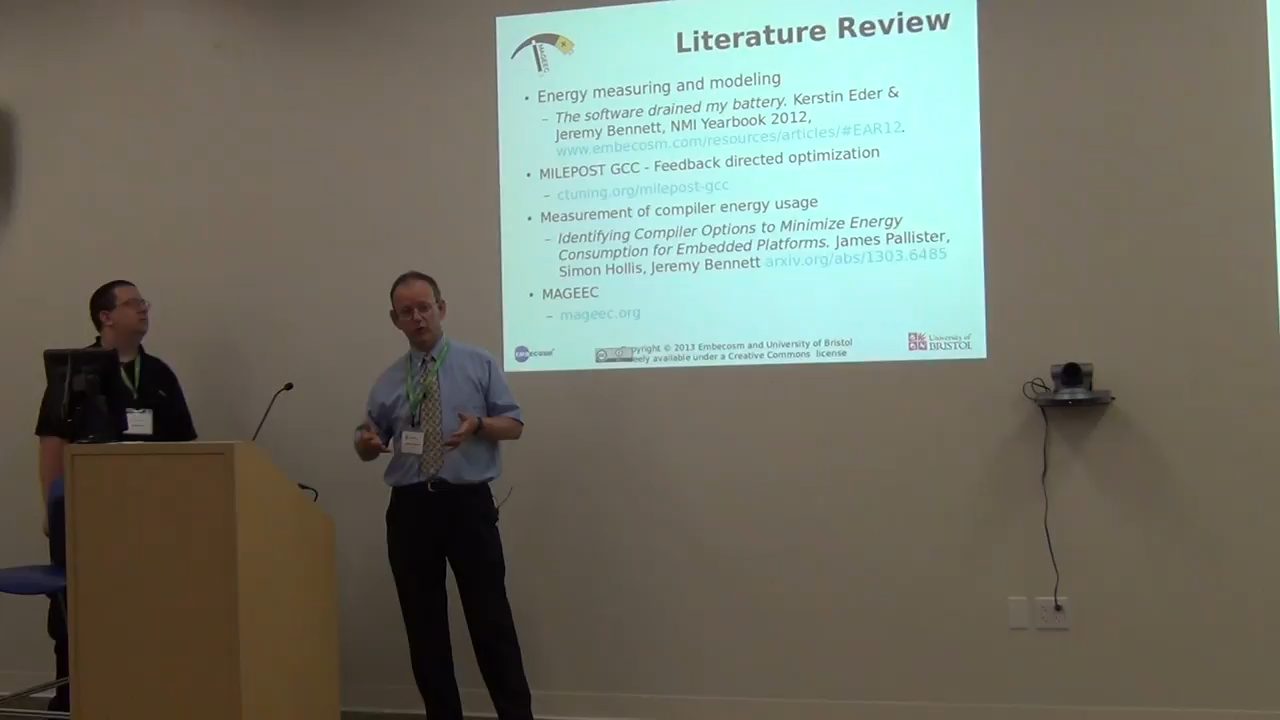 Literature Review
MAGEEC
• Energy measuring and modeling
– The software drained my battery. Kerstin Eder &
Jeremy Bennett, NMI Yearbook 2012,
www.embecosm.com/resources/articles/#EAR12.
• MILEPOST GCC - Feedback directed optimization
– ctuning.org/milepost-gcc
• Measurement of compiler energy usage
– Identifying Compiler Options to Minimize Energy
Consumption for Embedded Platforms. James Pallister,
Simon Hollis, Jeremy Bennett arxiv.org/abs/1303.6485
• MAGEEC
– mageec.org
EMBECOSM
pyright © 2013 Embecosm and University of Bristol
eely available under a Creative Commons license
University of
BRISTOL